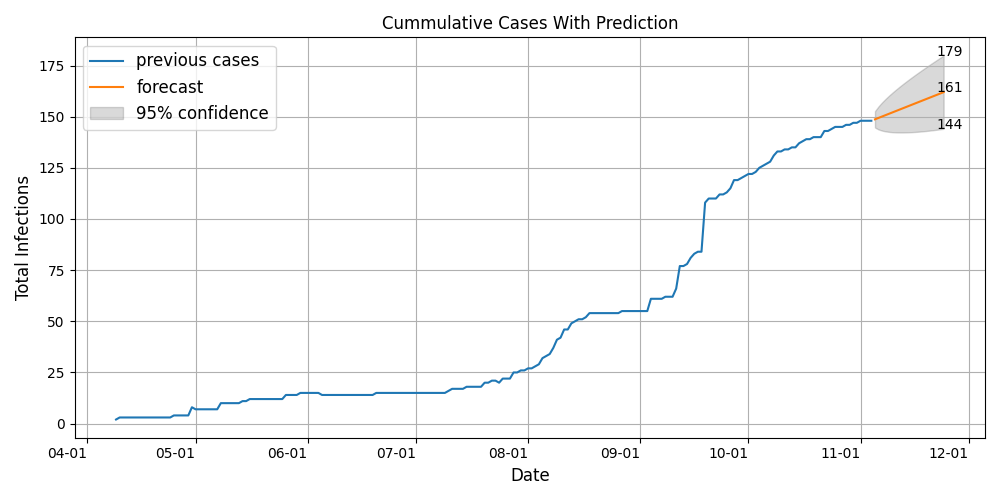 Cummulative Cases With Prediction
previous cases
forecast
95% confidence
179
161
144
175
150
125
100
75
50
25
0
Total Infections
04-01 05-01 06-01 07-01 08-01 09-01 10-01 11-01 12-01
Date